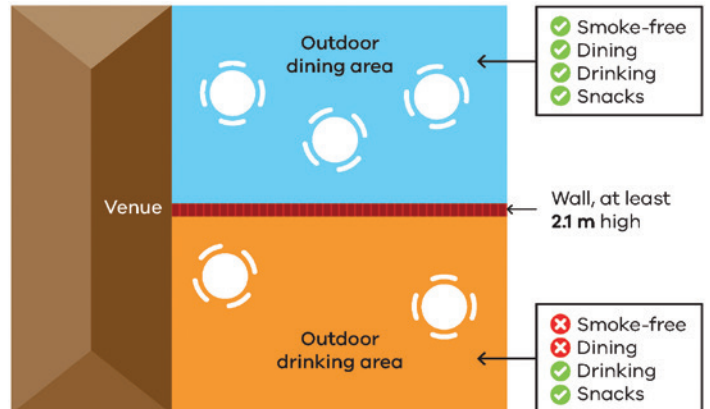 Outdoor
dining area
Smoke-free
Dining
Drinking
Snacks
Venue
Wall, at least
2.1 m high
Outdoor
drinking area
Smoke-free
Dining
Drinking
Snacks